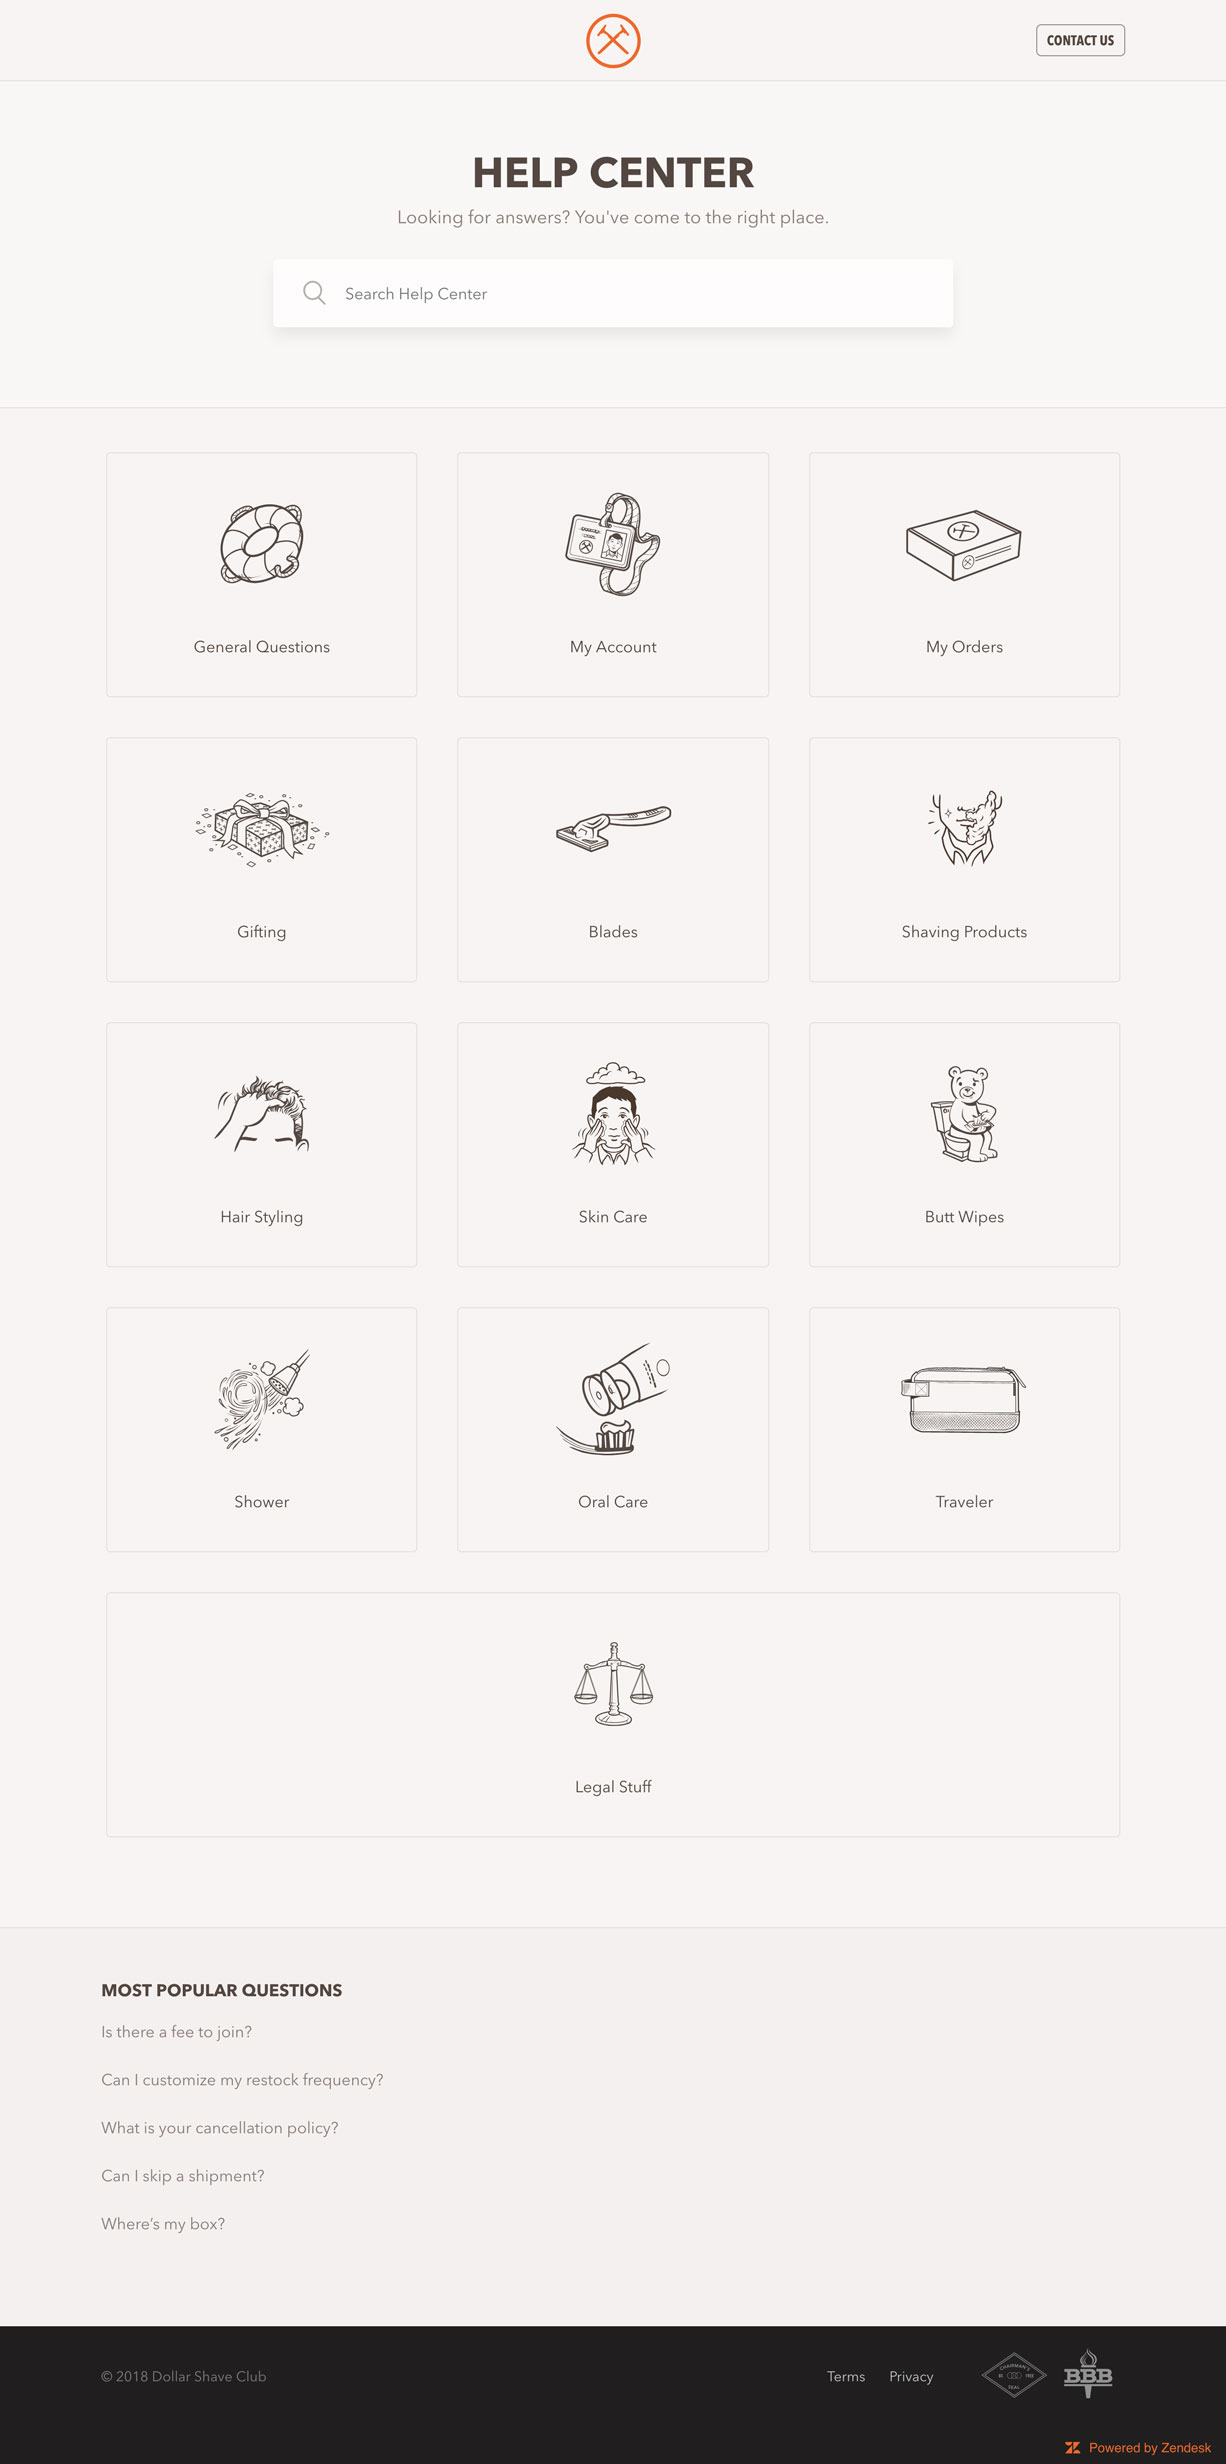 CONTACT US
HELP CENTER
Looking for answers? You've come to the right place.
Search Help Center
General Questions
My Account
My Orders
Gifting
Blades
Shaving Products
Hair Styling
Skin Care
Butt Wipes
Shower
Oral Care
Traveler
Legal Stuff
MOST POPULAR QUESTIONS
Is there a fee to join?
Can I customize my restock frequency?
What is your cancellation policy?
Can I skip a shipment?
Where’s my box?
© 2018 Dollar Shave Club
Terms
Privacy
CHAIRMAN'S
FREE
SEAL
BBB
Powered by Zendesk